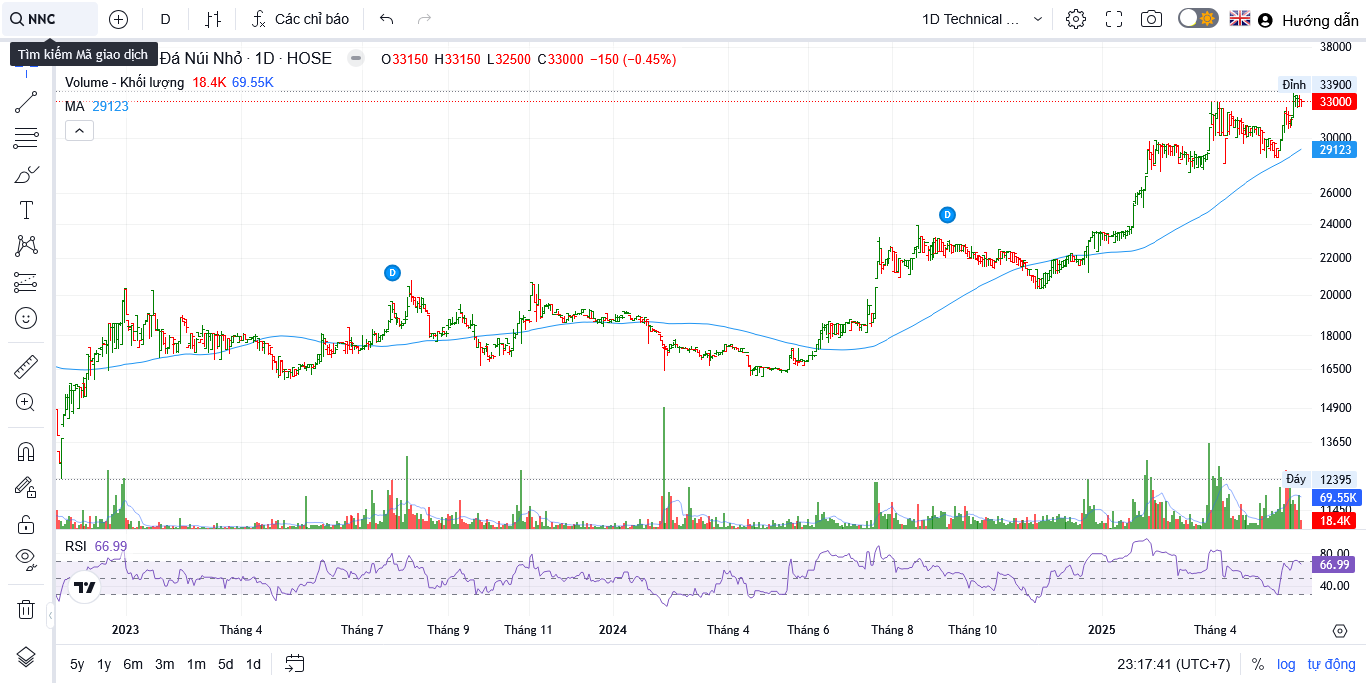 NNC
D
Các chỉ báo
1D Technical ...
Hướng dẫn
Tìm kiếm Mã giao dịch
Đá Núi Nhỏ · 1D · HOSE
O33150 H33150 L32500 C33000 −150 (−0.45%)
Volume - Khối lượng 18.4K 69.55K
MA 29123
38000
Đỉnh 33900
33000
30000
29123
26000
24000
22000
20000
18000
16500
14900
13650
Đáy 12395
69.55K
11450
18.4K
D
D
RSI 66.99
80.00
66.99
40.00
2023 Tháng 4 Tháng 7 Tháng 9 Tháng 11 2024 Tháng 4 Tháng 6 Tháng 8 Tháng 10 2025 Tháng 4
5y 1y 6m 3m 1m 5d 1d
23:17:41 (UTC+7) % log tự động